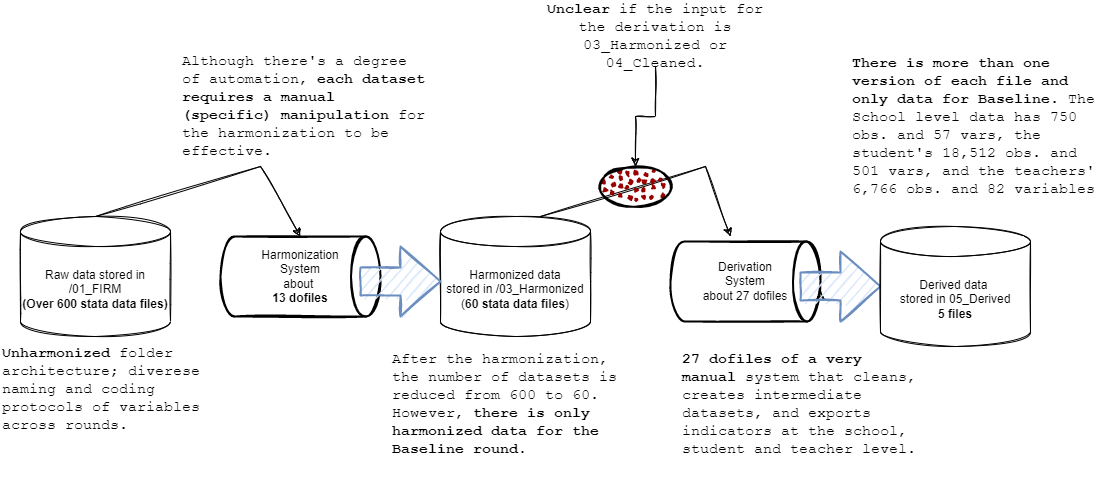 Unclear if the input for
the derivation is
03_Harmonized or
04_Cleaned.
Although there's a degree
of automation, each dataset
requires a manual
(specific) manipulation for
the harmonization to be
effective.
There is more than one
version of each file and
only data for Baseline. The
School level data has 750
obs. and 57 vars, the
student's 18,512 obs. and
501 vars, and the teachers'
6,766 obs. and 82 variables
Raw data stored in
/01_FIRM
(Over 600 stata data files)
Harmonization
System
about
13 dofiles
Harmonized data
stored in /03_Harmonized
(60 stata data files)
Derivation
System
about 27 dofiles
Derived data
stored in 05_Derived
5 files
Unharmonized folder
architecture; diverese
naming and coding
protocols of variables
across rounds.
After the harmonization,
the number of datasets is
reduced from 600 to 60.
However, there is only
harmonized data for the
Baseline round.
27 dofiles of a very
manual system that cleans,
creates intermediate
datasets, and exports
indicators at the school,
student and teacher level.